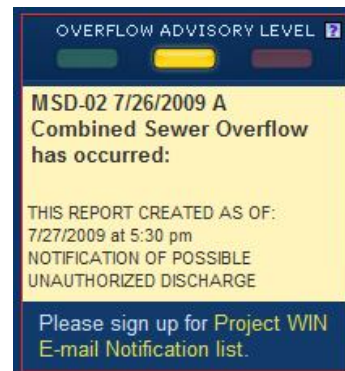 OVERFLOW ADVISORY LEVEL ?
MSD-02 7/26/2009 A
Combined Sewer Overflow
has occurred:
THIS REPORT CREATED AS OF:
7/27/2009 at 5:30 pm
NOTIFICATION OF POSSIBLE
UNAUTHORIZED DISCHARGE
Please sign up for Project WIN
E-mail Notification list.